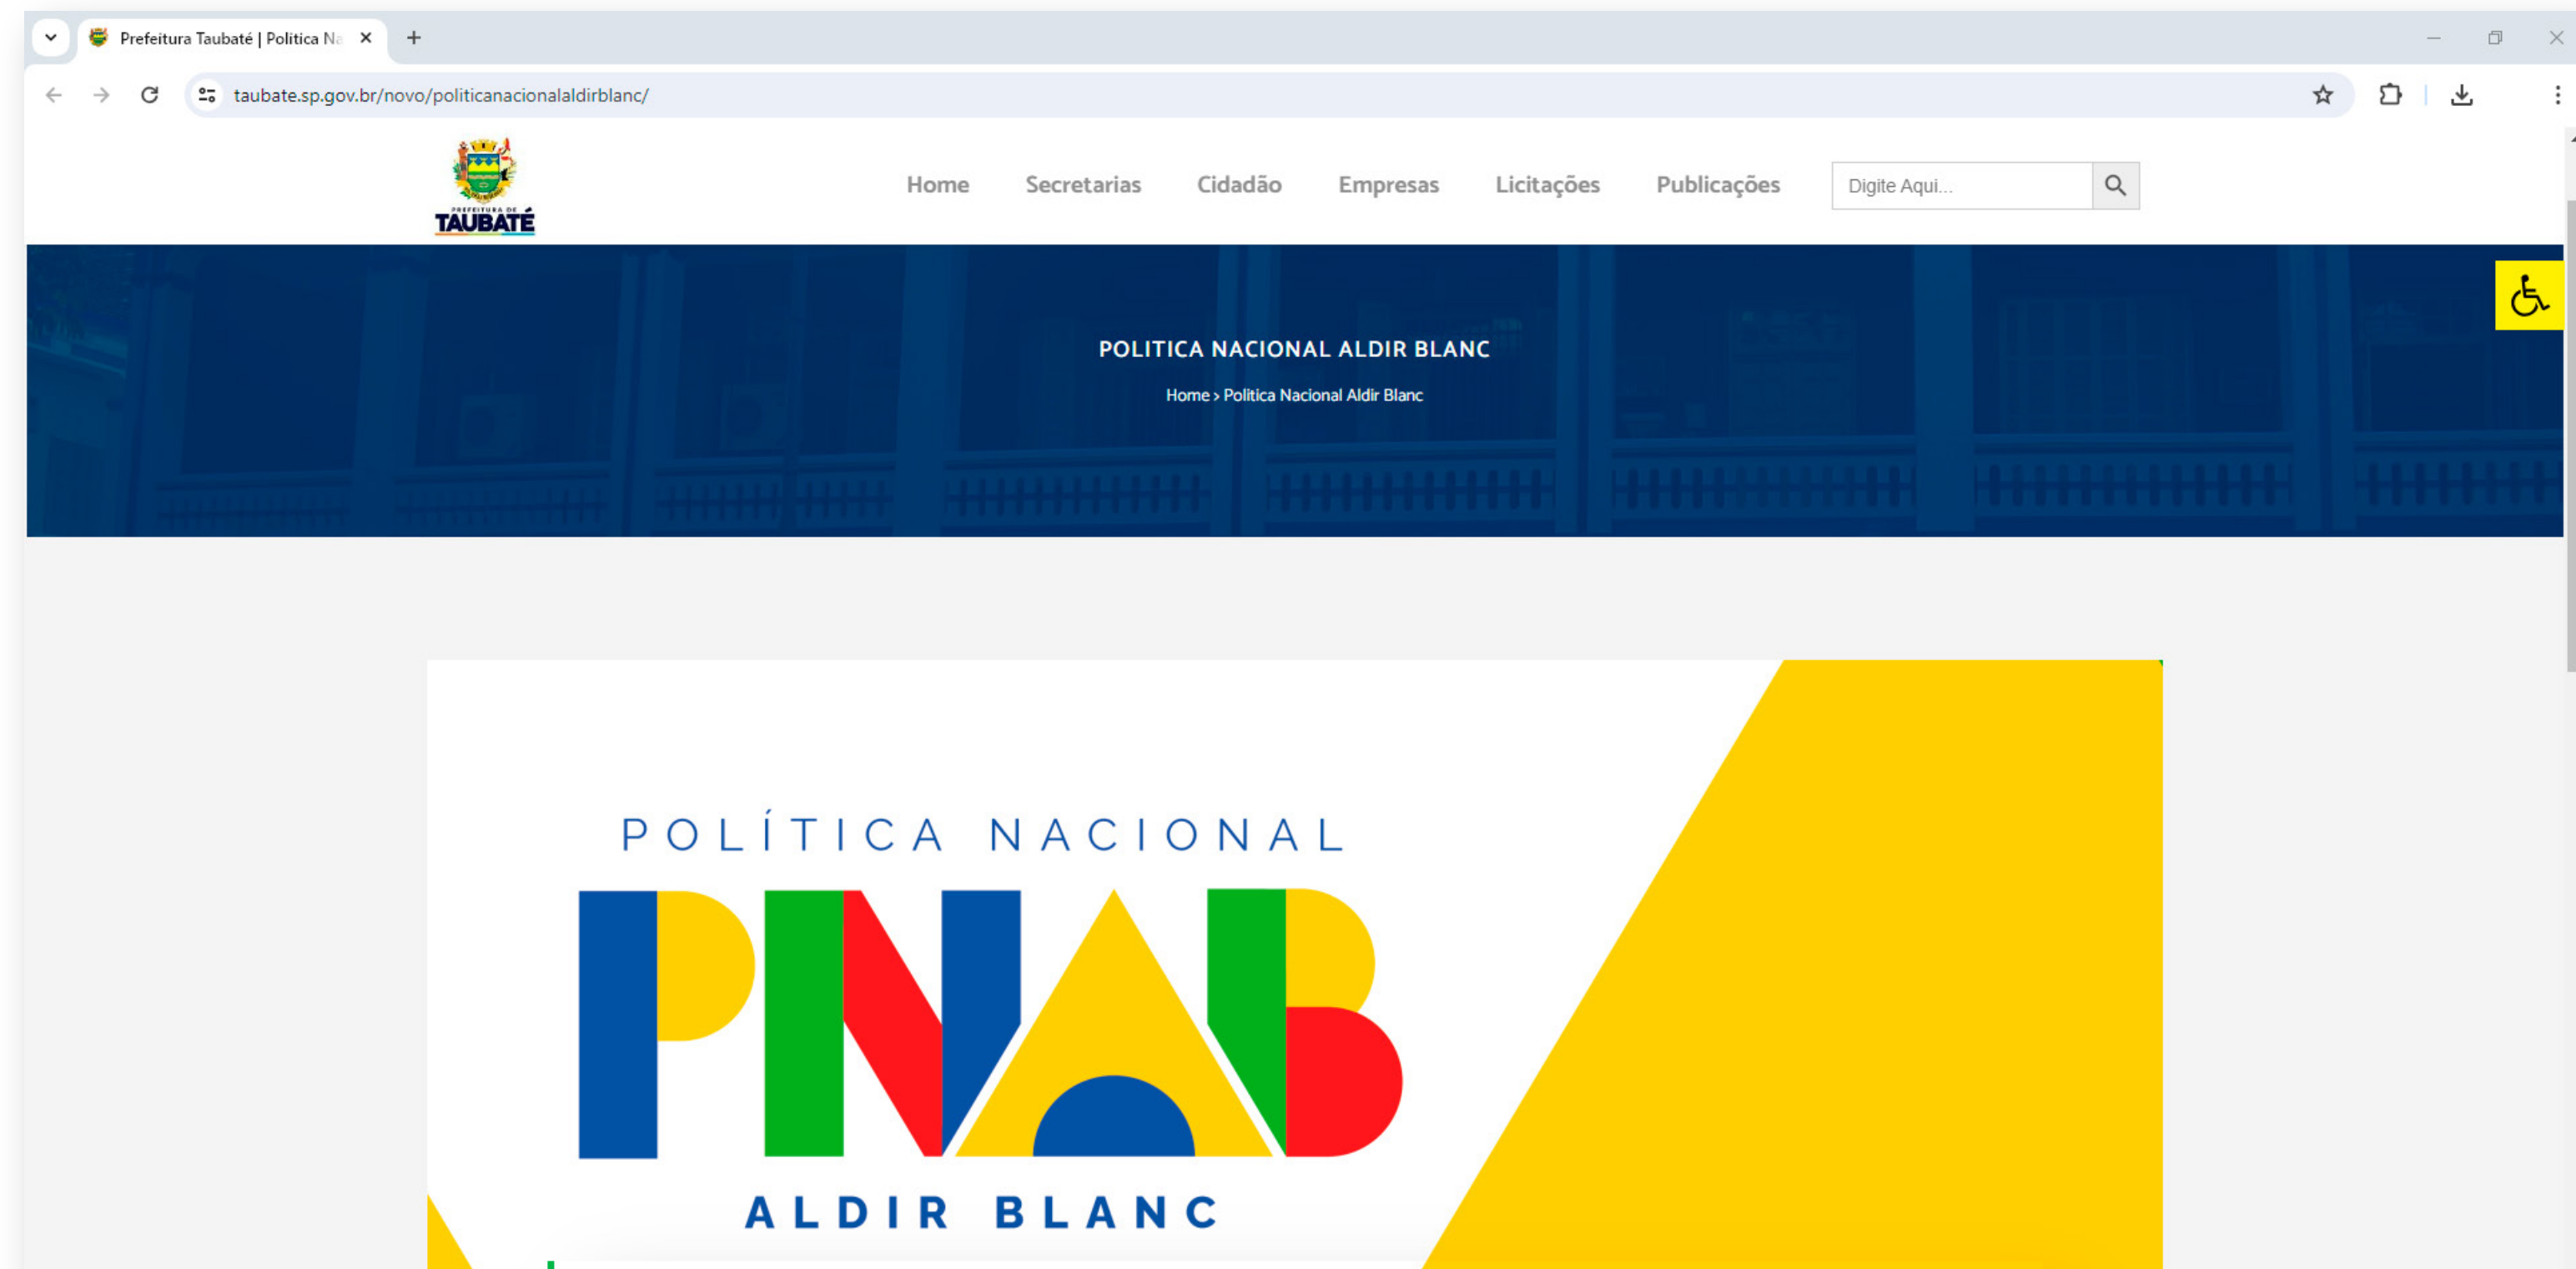 Prefeitura Taubaté | Politica Na
taubate.sp.gov.br/novo/politicanacionalaldirblanc/
PREFEITURA DE
TAUBATÉ
Home Secretarias Cidadão Empresas Licitações Publicações Digite Aqui...
POLITICA NACIONAL ALDIR BLANC
Home › Politica Nacional Aldir Blanc
POLÍTICA NACIONAL
PNAB
ALDIR BLANC